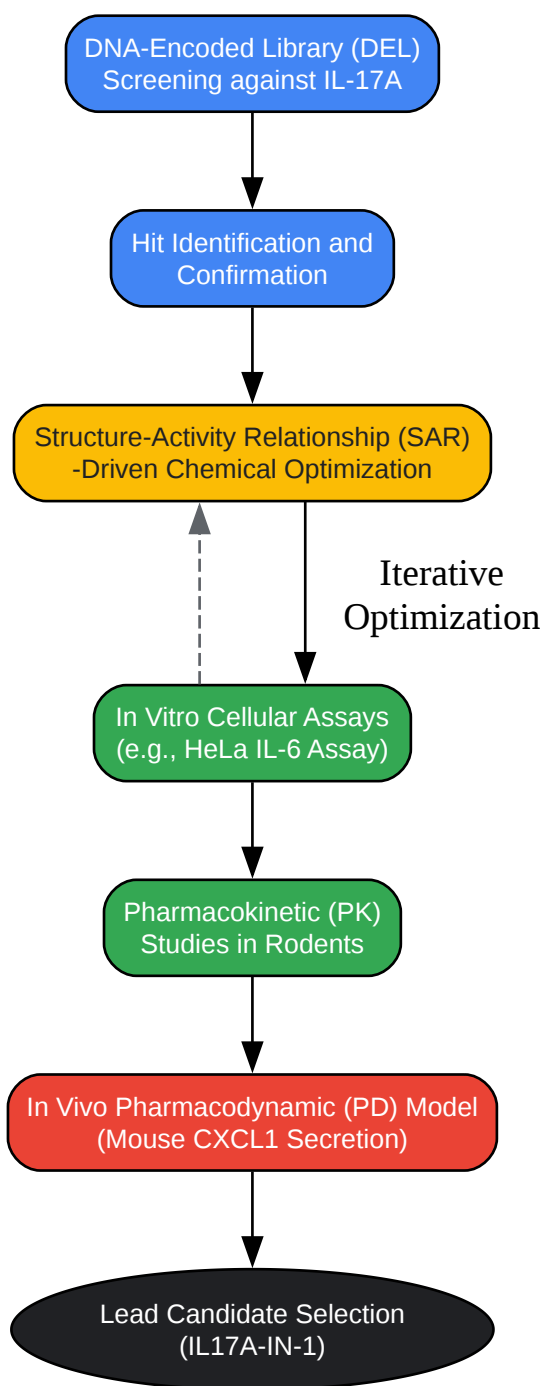 DNA-Encoded Library (DEL)
Screening against IL-17A
Hit Identification and
Confirmation
Structure-Activity Relationship (SAR)
-Driven Chemical Optimization
Iterative
Optimization
In Vitro Cellular Assays
(e.g., HeLa IL-6 Assay)
Pharmacokinetic (PK)
Studies in Rodents
In Vivo Pharmacodynamic (PD) Model
(Mouse CXCL1 Secretion)
Lead Candidate Selection
(IL17A-IN-1)